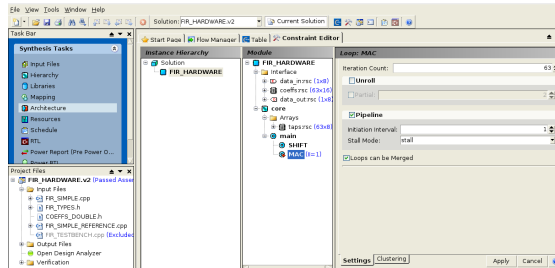 File View Tools Window Help
Solution: FIR_HARDWARE.v2
Current Solution
Task Bar
Start Page
Flow Manager
Table
Constraint Editor
Synthesis Tasks
Input Files
Hierarchy
Libraries
Mapping
Architecture
Resources
Schedule
RTL
Power Report (Pre Power O...
Power RTL
Project Files
FIR_HARDWARE.v2 (Passed Asser
Input Files
FIR_SIMPLE.cpp
FIR_TYPES.h
COEFFS_DOUBLE.h
FIR_SIMPLE_REFERENCE.cpp
FIR_TESTBENCH.cpp (Excluded
Output Files
Open Design Analyzer
Verification
Instance Hierarchy
Solution
FIR_HARDWARE
Module
FIR_HARDWARE
Interface
data_in:rsc (1x8)
coeffs:rsc (63x16)
data_out:rsc (1x8)
core
Arrays
taps:rsc (63x8)
main
SHIFT
MAC (II=1)
Loop: MAC
Iteration Count: 63
Unroll
Partial: 2
Pipeline
Initiation Interval: 1
Stall Mode: stall
Loops can be Merged
Settings Clustering
Apply Cancel